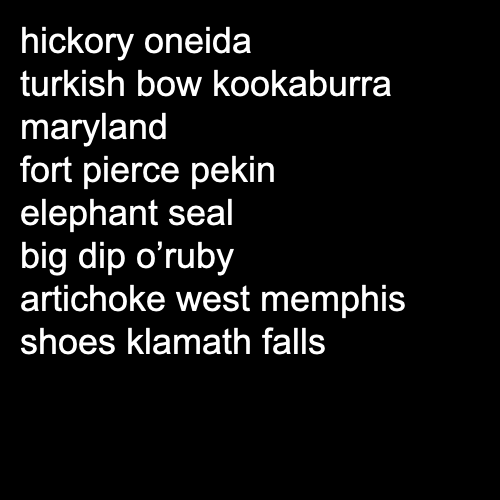 hickory oneida
turkish bow kookaburra
maryland
fort pierce pekin
elephant seal
big dip o’ruby
artichoke west memphis
shoes klamath falls